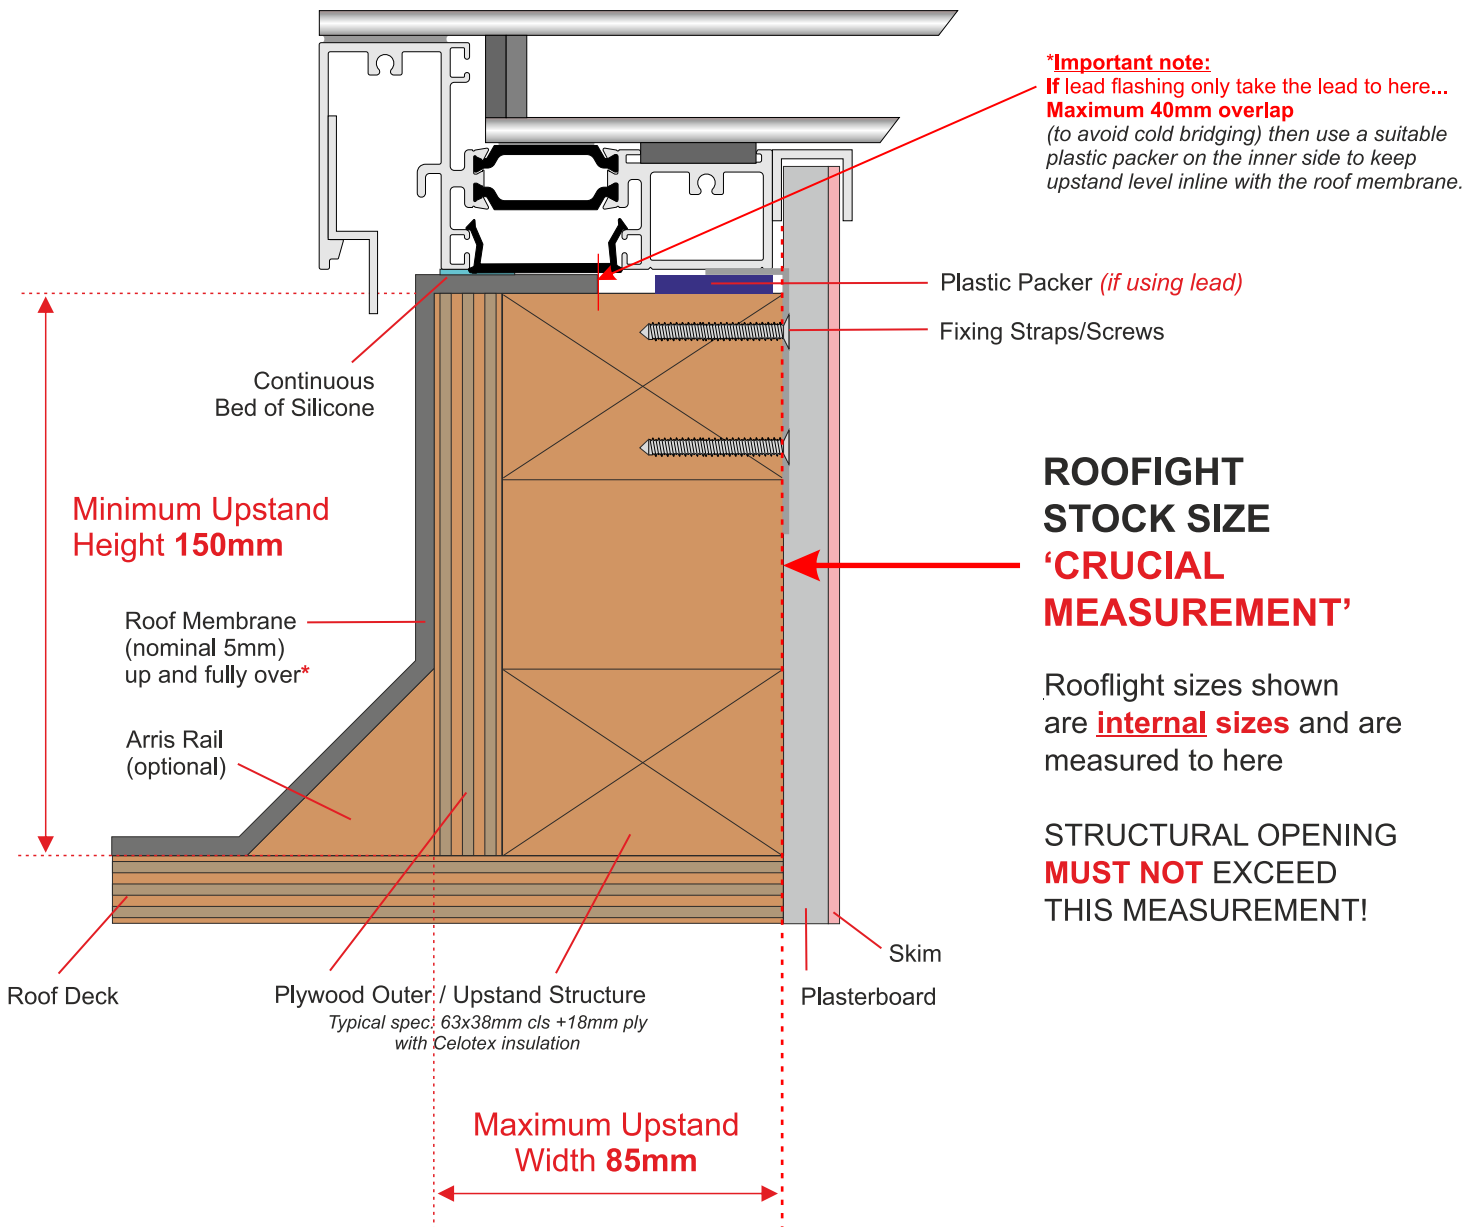 *Important note:
If lead flashing only take the lead to here...
Maximum 40mm overlap
(to avoid cold bridging) then use a suitable
plastic packer on the inner side to keep
upstand level inline with the roof membrane.
Plastic Packer (if using lead)
Fixing Straps/Screws
Continuous
Bed of Silicone
Minimum Upstand
Height 150mm
ROOFIGHT
STOCK SIZE
‘CRUCIAL
MEASUREMENT’
Roof Membrane
(nominal 5mm)
up and fully over*
Rooflight sizes shown
are internal sizes and are
measured to here
Arris Rail
(optional)
STRUCTURAL OPENING
MUST NOT EXCEED
THIS MEASUREMENT!
Skim
Roof Deck
Plywood Outer / Upstand Structure
Typical spec: 63x38mm cls +18mm ply
with Celotex insulation
Plasterboard
Maximum Upstand
Width 85mm